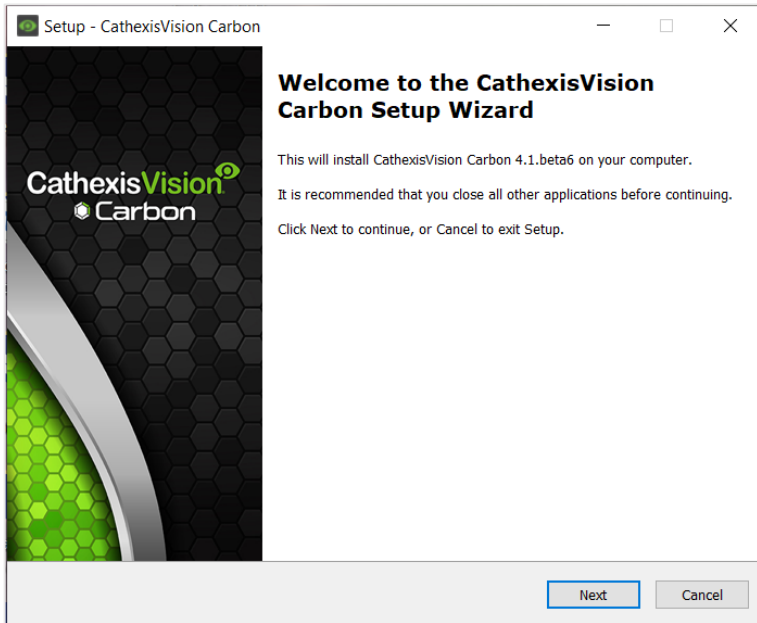 Setup - CathexisVision Carbon
Welcome to the CathexisVision
Carbon Setup Wizard
This will install CathexisVision Carbon 4.1.beta6 on your computer.
It is recommended that you close all other applications before continuing.
Click Next to continue, or Cancel to exit Setup.
CathexisVision
Carbon
Next
Cancel